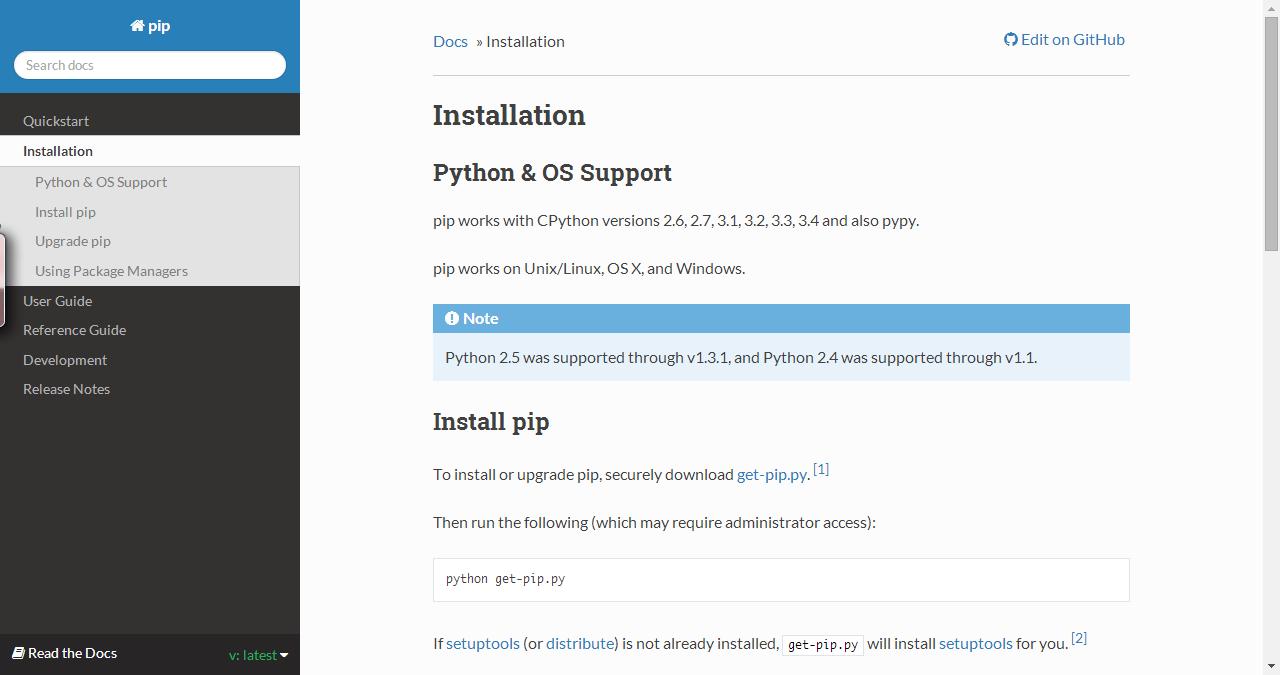 pip
Search docs
Quickstart
Installation
Python & OS Support
Install pip
Upgrade pip
Using Package Managers
User Guide
Reference Guide
Development
Release Notes
Read the Docs
v: latest
Docs » Installation
Edit on GitHub
Installation
Python & OS Support
pip works with CPython versions 2.6, 2.7, 3.1, 3.2, 3.3, 3.4 and also pypy.
pip works on Unix/Linux, OS X, and Windows.
Note
Python 2.5 was supported through v1.3.1, and Python 2.4 was supported through v1.1.
Install pip
To install or upgrade pip, securely download get-pip.py. [1]
Then run the following (which may require administrator access):
python get-pip.py
If setuptools (or distribute) is not already installed, get-pip.py will install setuptools for you. [2]